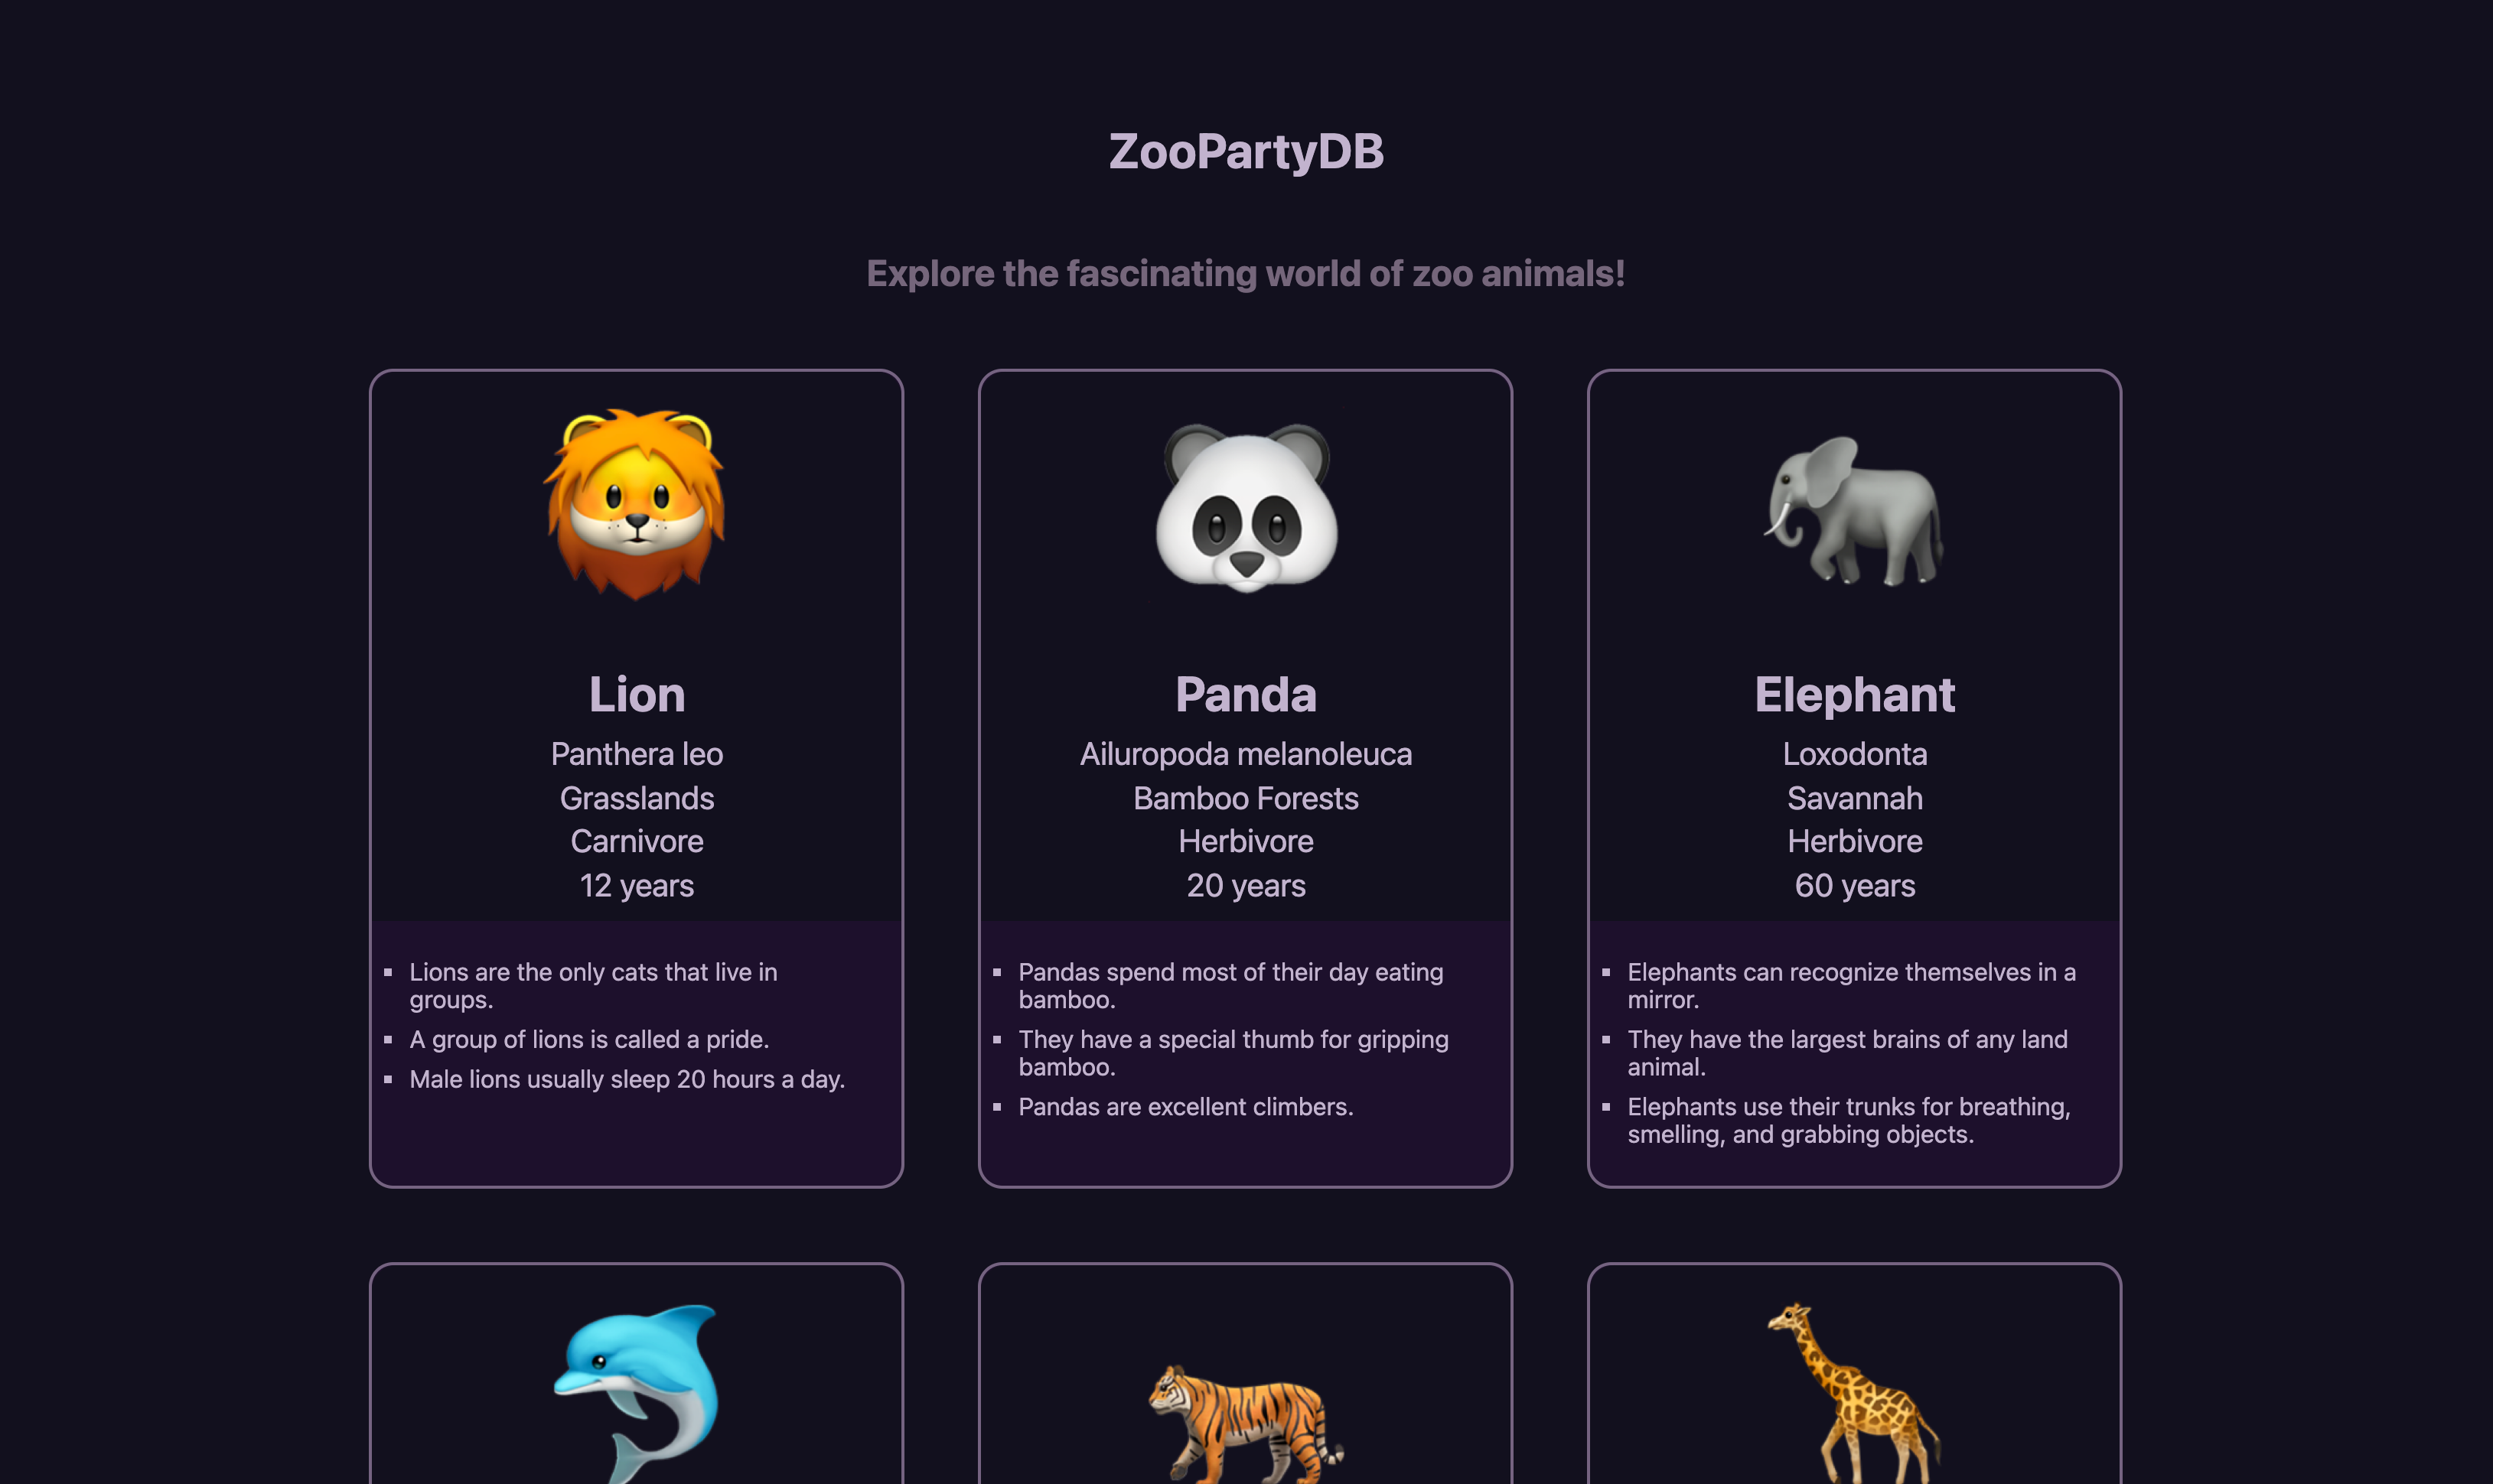 ZooPartyDB
Explore the fascinating world of zoo animals!
Lion
Panthera leo
Grasslands
Carnivore
12 years
Lions are the only cats that live in
groups.
A group of lions is called a pride.
Male lions usually sleep 20 hours a day.
Panda
Ailuropoda melanoleuca
Bamboo Forests
Herbivore
20 years
Pandas spend most of their day eating
bamboo.
They have a special thumb for gripping
bamboo.
Pandas are excellent climbers.
Elephant
Loxodonta
Savannah
Herbivore
60 years
Elephants can recognize themselves in a
mirror.
They have the largest brains of any land
animal.
Elephants use their trunks for breathing,
smelling, and grabbing objects.